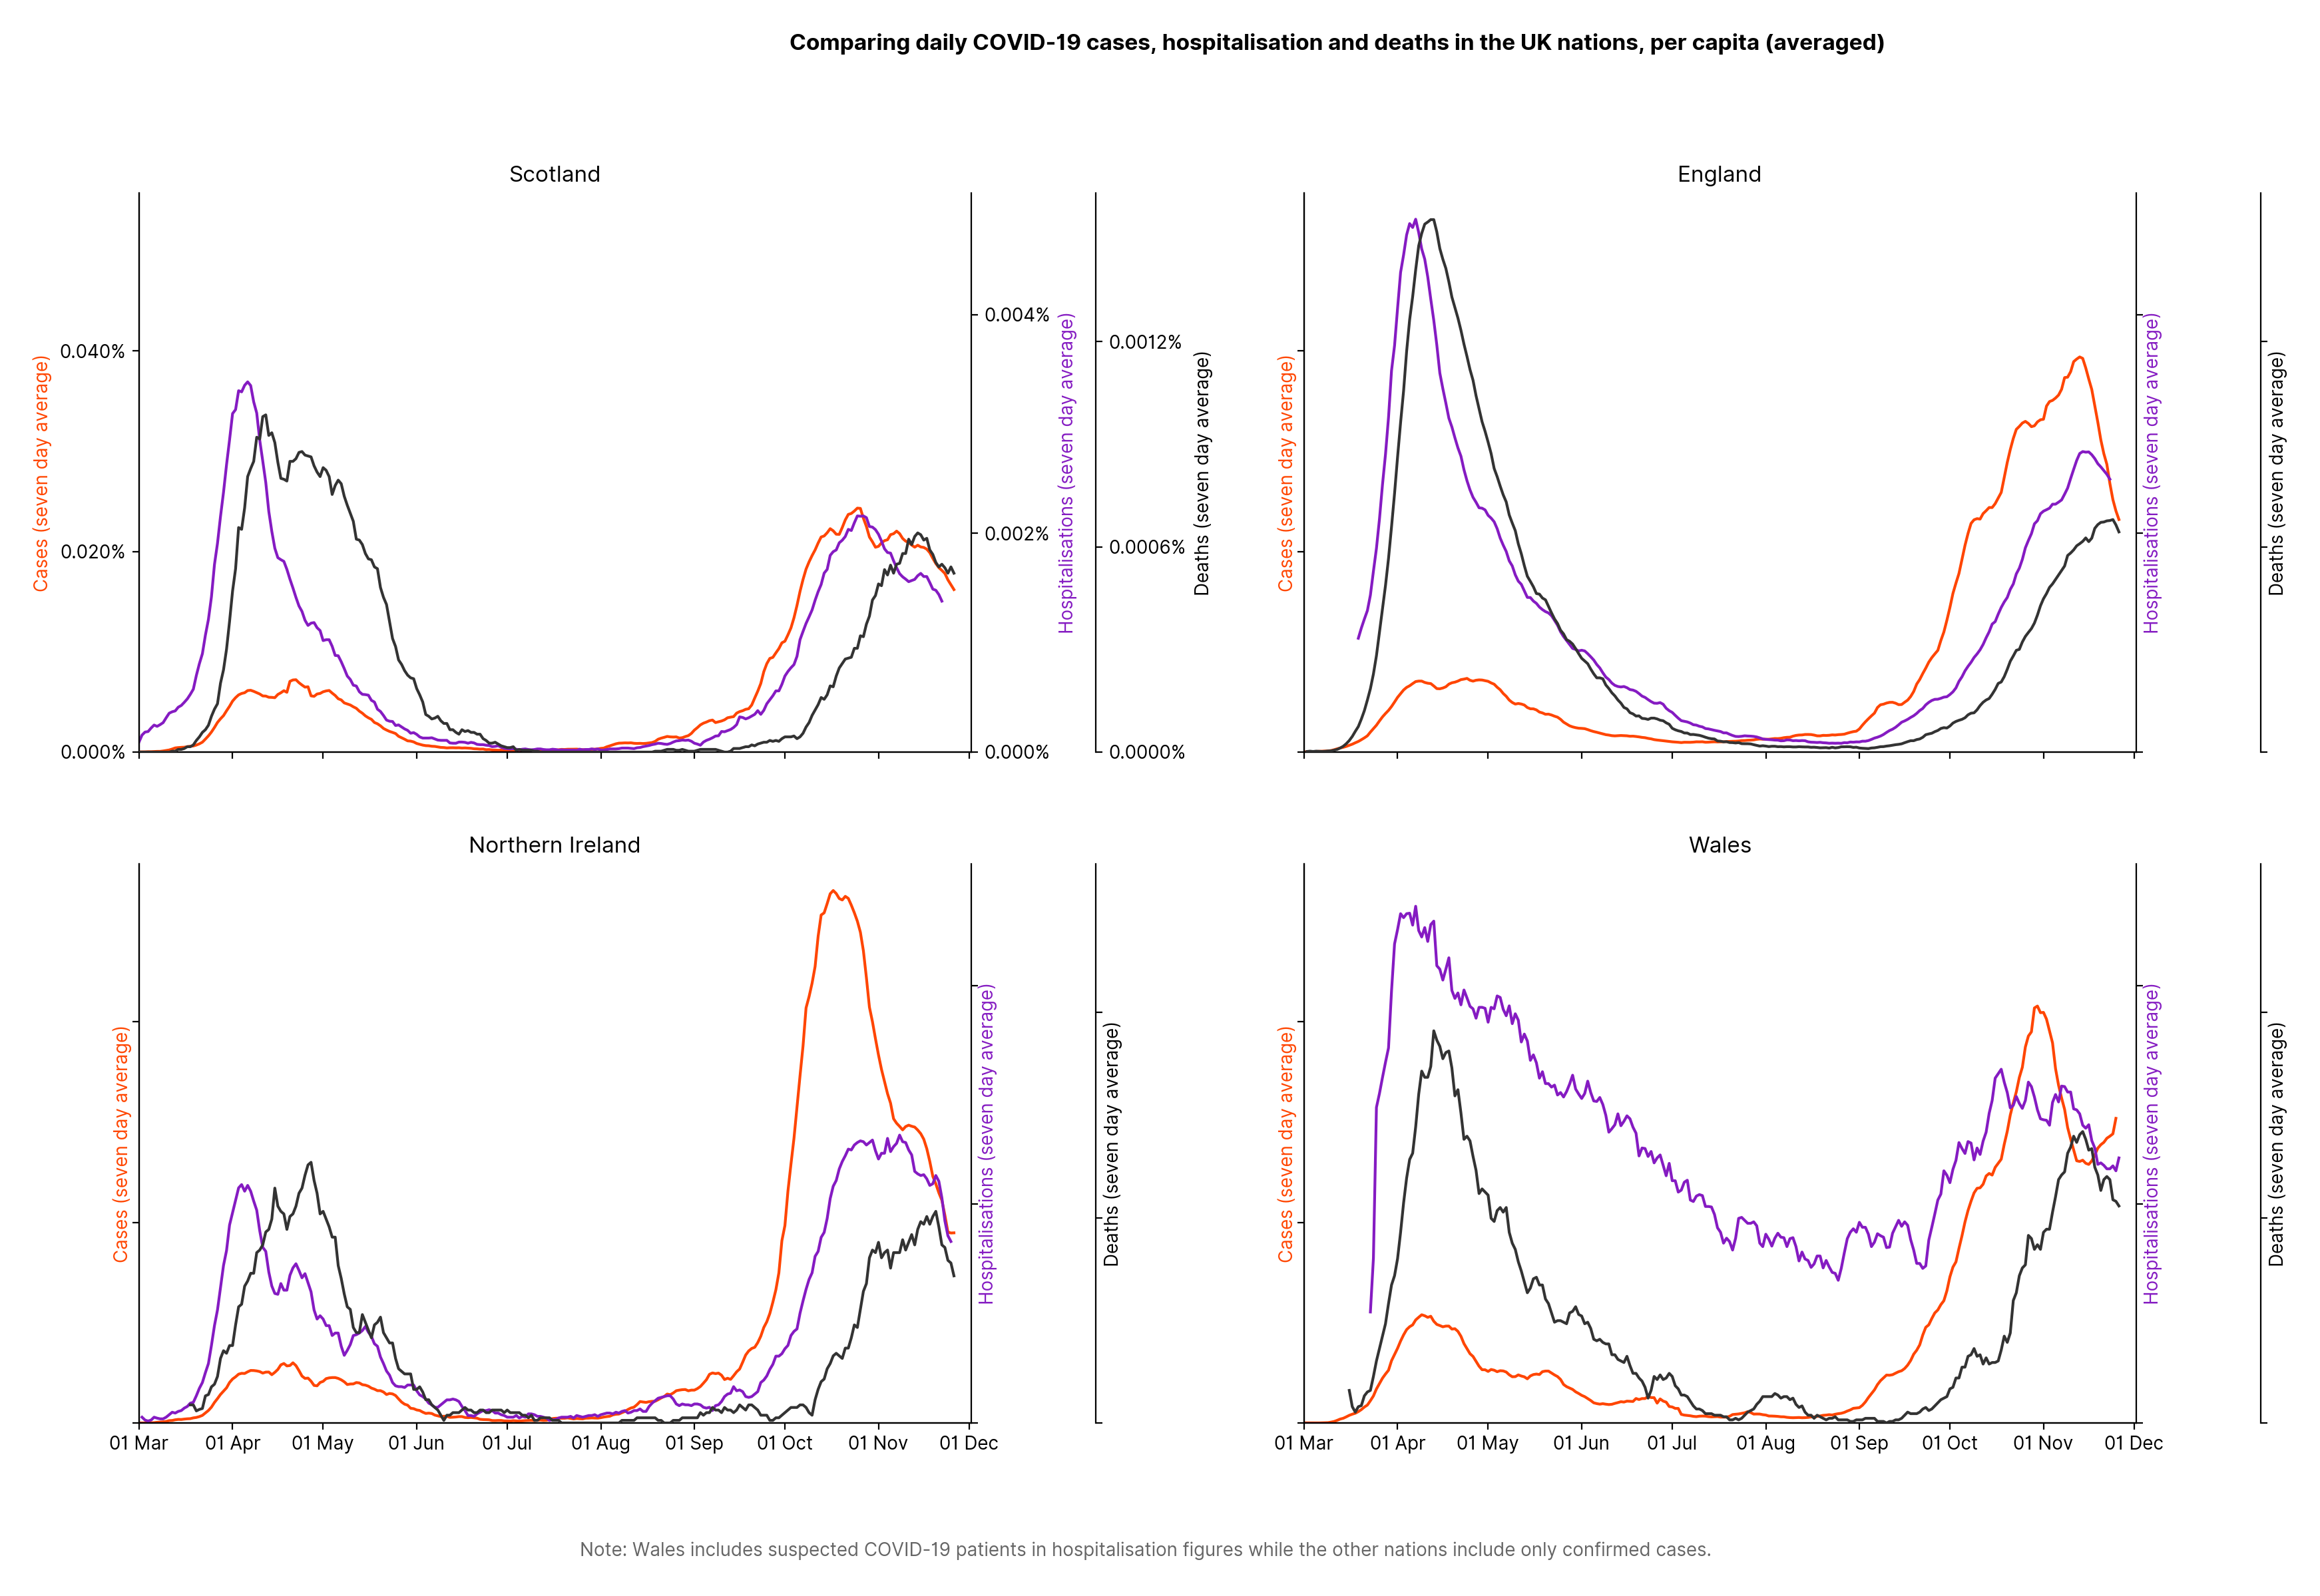 Comparing daily COVID-19 cases, hospitalisation and deaths in the UK nations, per capita (averaged)
Scotland
Cases (seven day average)
0.040%
0.020%
0.000%
0.004%
0.002%
0.000%
Hospitalisations (seven day average)
0.0012%
0.0006%
0.0000%
Deaths (seven day average)
England
Cases (seven day average)
Hospitalisations (seven day average)
Deaths (seven day average)
Northern Ireland
Cases (seven day average)
Hospitalisations (seven day average)
Deaths (seven day average)
01 Mar 01 Apr 01 May 01 Jun 01 Jul 01 Aug 01 Sep 01 Oct 01 Nov 01 Dec
Wales
Cases (seven day average)
Hospitalisations (seven day average)
Deaths (seven day average)
01 Mar 01 Apr 01 May 01 Jun 01 Jul 01 Aug 01 Sep 01 Oct 01 Nov 01 Dec
Note: Wales includes suspected COVID-19 patients in hospitalisation figures while the other nations include only confirmed cases.